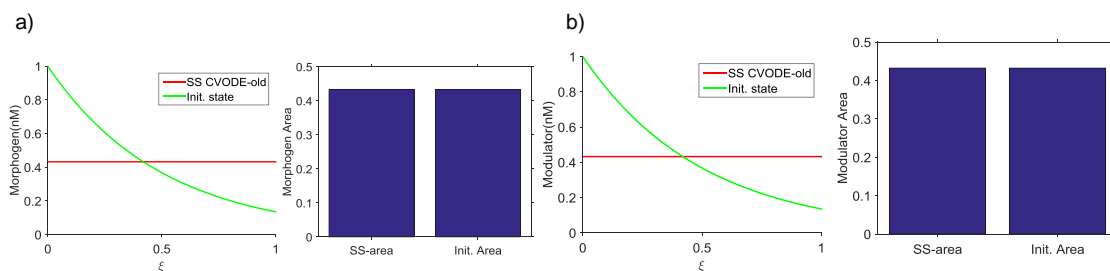 a)
Morphogen(nM)
1
0.8
0.6
0.4
0.2
0
0
0.5
1
ξ
SS CVODE-old
Init. state
Morphogen Area
0.5
0.4
0.3
0.2
0.1
0
SS-area
Init. Area
b)
Modulator(nM)
1
0.8
0.6
0.4
0.2
0
0
0.5
1
ξ
SS CVODE-old
Init. state
Modulator Area
0.5
0.4
0.3
0.2
0.1
0
SS-area
Init. Area